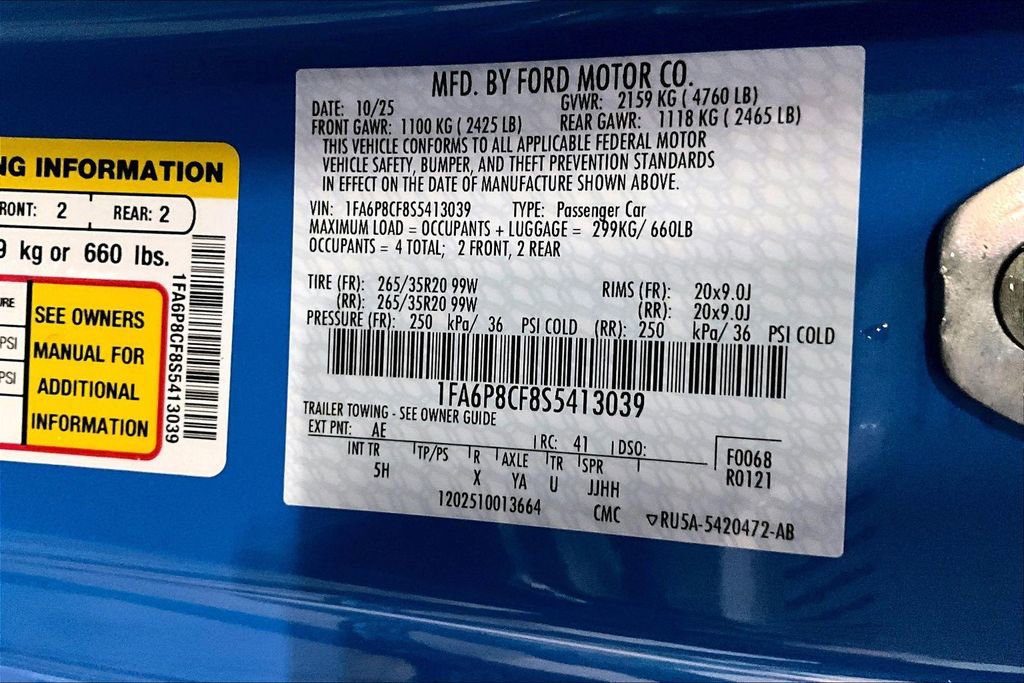 NG INFORMATION
RONT: 2 REAR: 2
9 kg or 660 lbs.
URE
PSI
PSI
SEE OWNERS
MANUAL FOR
ADDITIONAL
INFORMATION
1FA6P8CF8S5413039
MFD. BY FORD MOTOR CO.
DATE: 10/25 GVWR: 2159 KG ( 4760 LB)
FRONT GAWR: 1100 KG ( 2425 LB) REAR GAWR: 1118 KG ( 2465 LB)
THIS VEHICLE CONFORMS TO ALL APPLICABLE FEDERAL MOTOR
VEHICLE SAFETY, BUMPER, AND THEFT PREVENTION STANDARDS
IN EFFECT ON THE DATE OF MANUFACTURE SHOWN ABOVE.
VIN: 1FA6P8CF8S5413039 TYPE: Passenger Car
MAXIMUM LOAD = OCCUPANTS + LUGGAGE = 299KG/ 660LB
OCCUPANTS = 4 TOTAL; 2 FRONT, 2 REAR
TIRE (FR): 265/35R20 99W RIMS (FR): 20x9.0J
(RR): 265/35R20 99W (RR): 20x9.0J
PRESSURE (FR): 250 kPa/ 36 PSI COLD (RR): 250 kPa/ 36 PSI COLD
1FA6P8CF8S5413039
TRAILER TOWING - SEE OWNER GUIDE
EXT PNT: AE RC: 41 DSO: F0068
INT TR TP/PS R AXLE TR SPR R0121
5H X YA U JJHH
1202510013664 CMC RU5A-5420472-AB